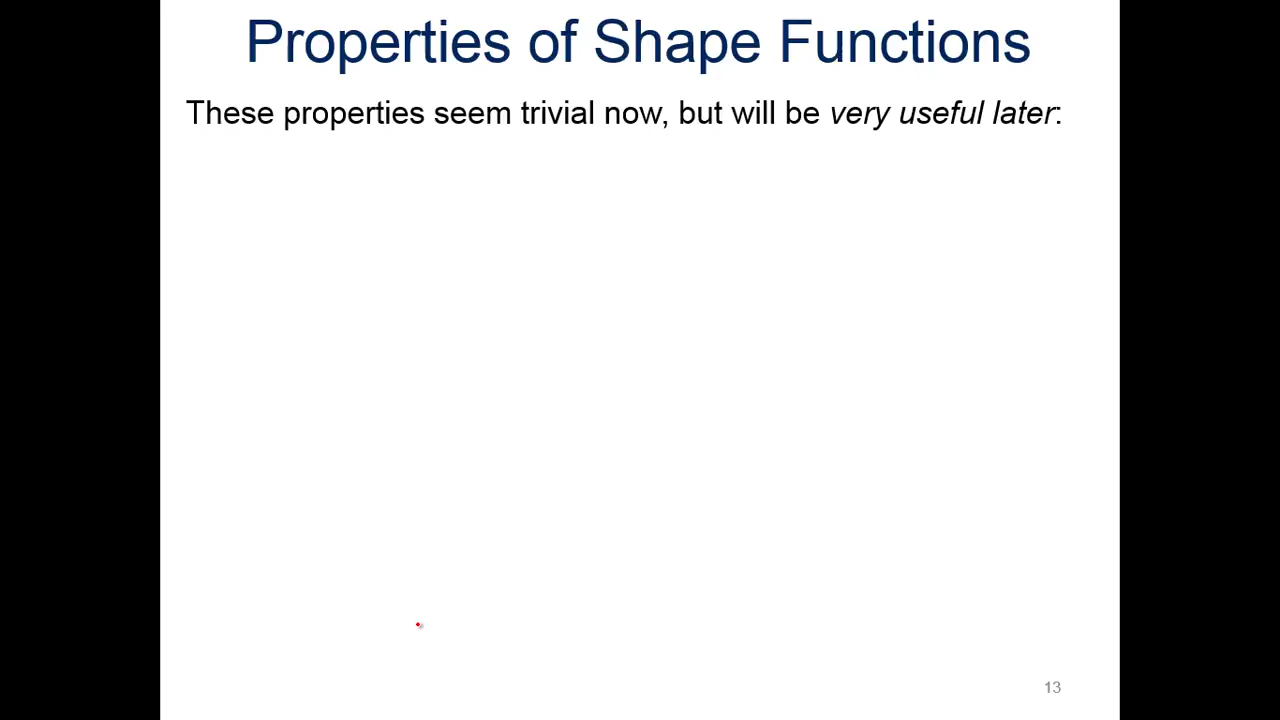 Properties of Shape Functions
These properties seem trivial now, but will be very useful later:
13